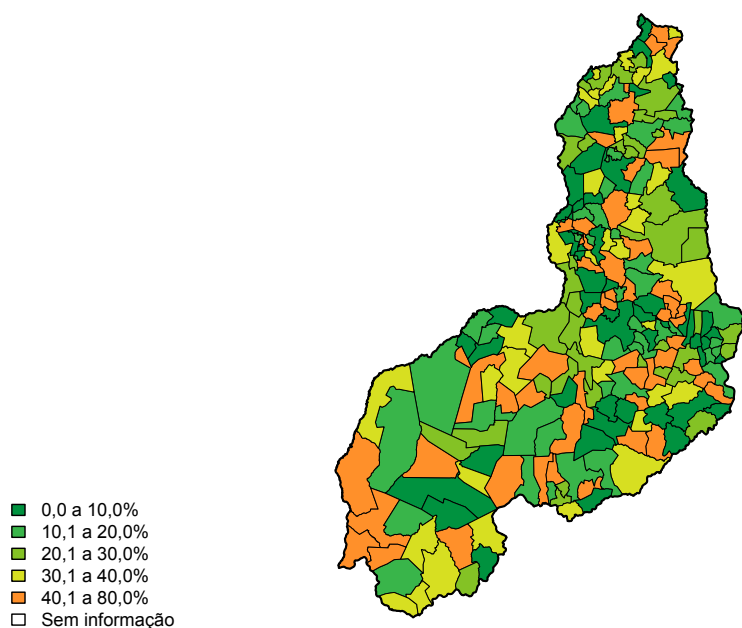 0,0 a 10,0%
10,1 a 20,0%
20,1 a 30,0%
30,1 a 40,0%
40,1 a 80,0%
Sem informação